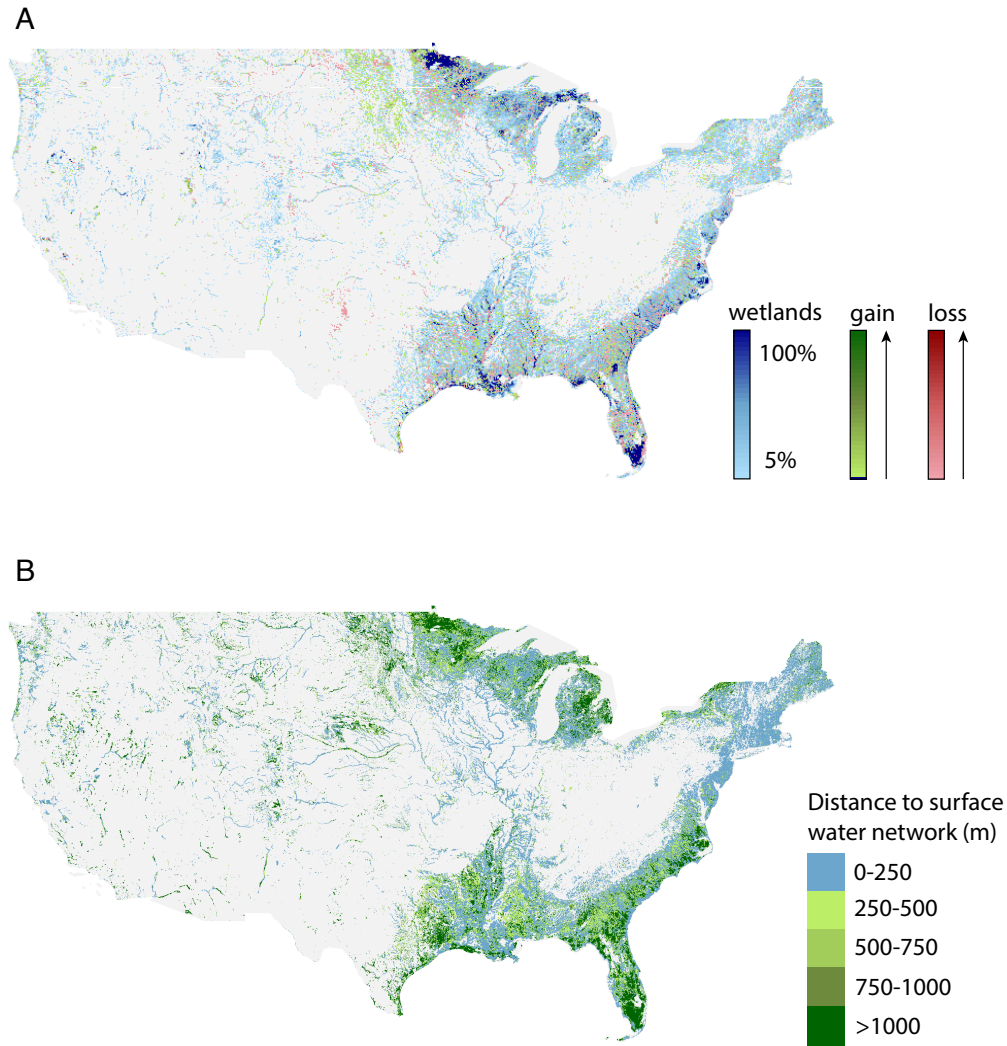 A
wetlands gain loss
100%
5%
B
Distance to surface
water network (m)
0-250
250-500
500-750
750-1000
>1000